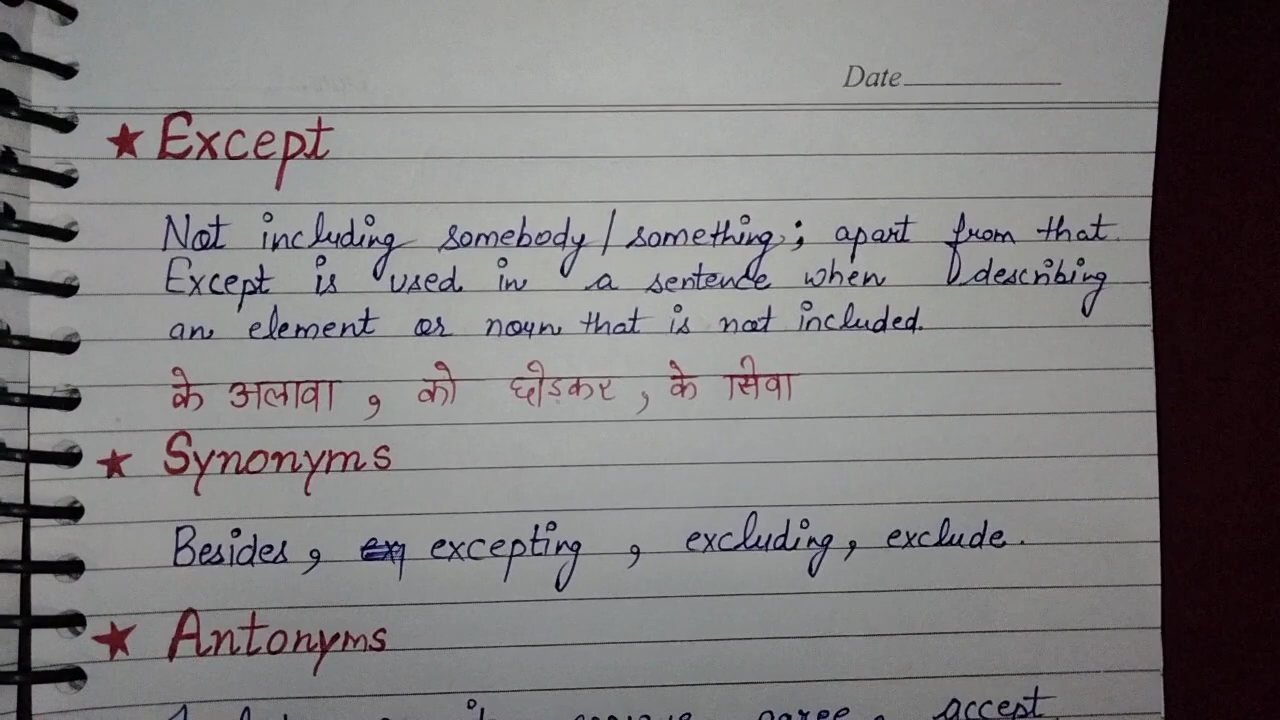 Date
★ Except
Not including somebody / something; apart from that.
Except is used in a sentence when describing
an element or noun that is not included.
के अलावा , को छोड़कर , के सिवा
★ Synonyms
Besides, excepting , excluding, exclude.
★ Antonyms
agree , accept